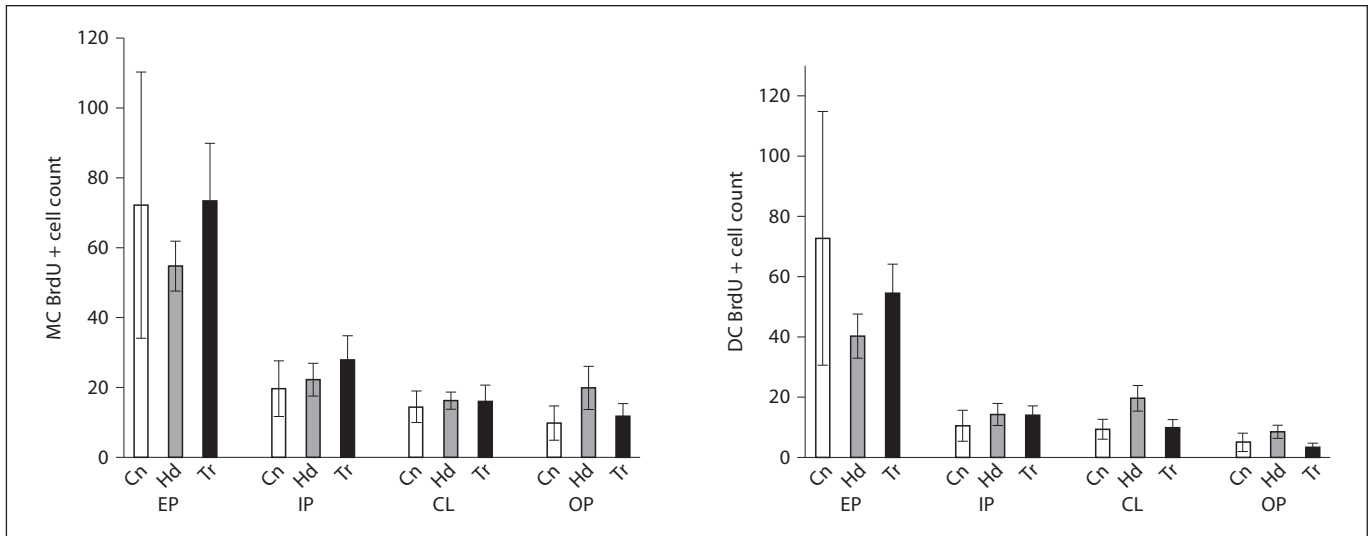 120
100
80
60
40
20
0
MC BrdU + cell count
Cn Hd Tr Cn Hd Tr Cn Hd Tr Cn Hd Tr
EP IP CL OP
120
100
80
60
40
20
0
DC BrdU + cell count
Cn Hd Tr Cn Hd Tr Cn Hd Tr Cn Hd Tr
EP IP CL OP